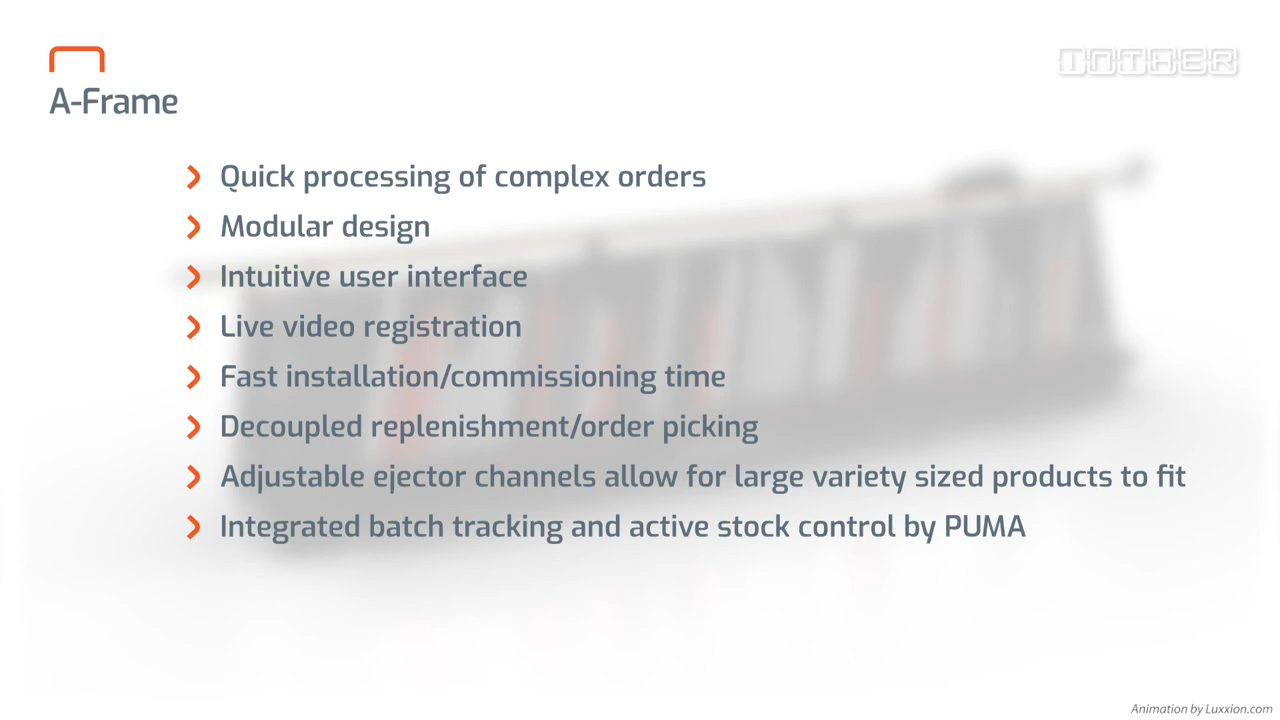 A-Frame
INTHER
Quick processing of complex orders
Modular design
Intuitive user interface
Live video registration
Fast installation/commissioning time
Decoupled replenishment/order picking
Adjustable ejector channels allow for large variety sized products to fit
Integrated batch tracking and active stock control by PUMA
Animation by Luxxion.com